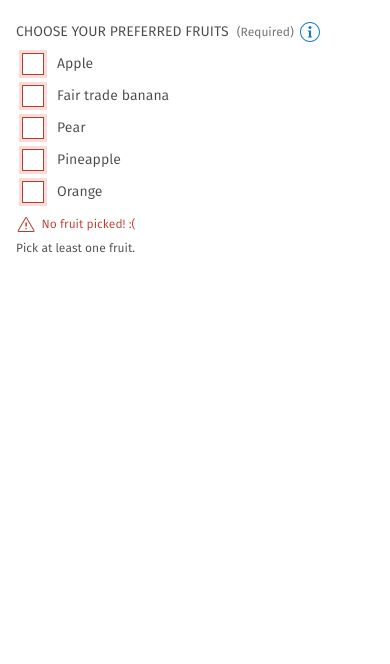 CHOOSE YOUR PREFERRED FRUITS (Required)
Apple
Fair trade banana
Pear
Pineapple
Orange
No fruit picked! :(
Pick at least one fruit.